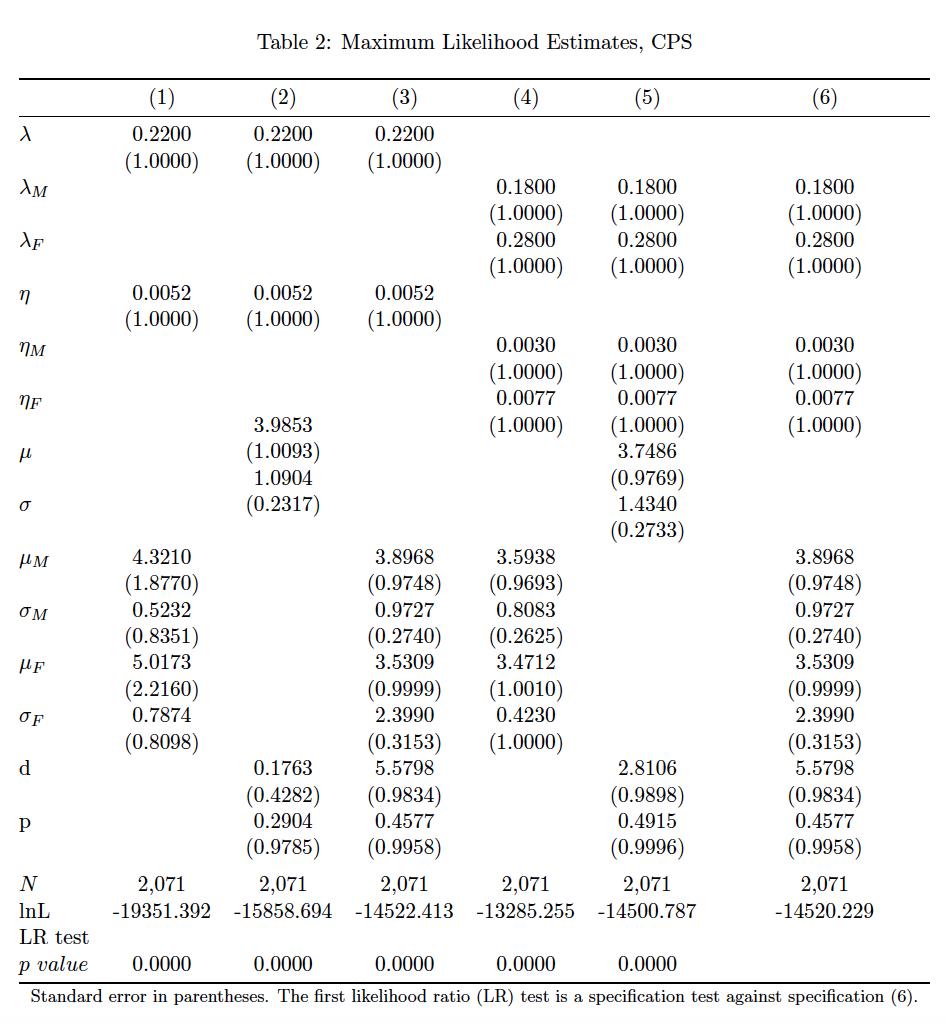 Table 2: Maximum Likelihood Estimates, CPS
(1) (2) (3) (4) (5) (6)
λ 0.2200 0.2200 0.2200
(1.0000) (1.0000) (1.0000)
λM 0.1800 0.1800 0.1800
(1.0000) (1.0000) (1.0000)
λF 0.2800 0.2800 0.2800
(1.0000) (1.0000) (1.0000)
η 0.0052 0.0052 0.0052
(1.0000) (1.0000) (1.0000)
ηM 0.0030 0.0030 0.0030
(1.0000) (1.0000) (1.0000)
ηF 0.0077 0.0077 0.0077
3.9853 (1.0000) (1.0000) (1.0000)
μ (1.0093) 3.7486
1.0904 (0.9769)
σ (0.2317) 1.4340
(0.2733)
μM 4.3210 3.8968 3.5938 3.8968
(1.8770) (0.9748) (0.9693) (0.9748)
σM 0.5232 0.9727 0.8083 0.9727
(0.8351) (0.2740) (0.2625) (0.2740)
μF 5.0173 3.5309 3.4712 3.5309
(2.2160) (0.9999) (1.0010) (0.9999)
σF 0.7874 2.3990 0.4230 2.3990
(0.8098) (0.3153) (1.0000) (0.3153)
d 0.1763 5.5798 2.8106 5.5798
(0.4282) (0.9834) (0.9898) (0.9834)
p 0.2904 0.4577 0.4915 0.4577
(0.9785) (0.9958) (0.9996) (0.9958)
N 2,071 2,071 2,071 2,071 2,071 2,071
lnL -19351.392 -15858.694 -14522.413 -13285.255 -14500.787 -14520.229
LR test
p value 0.0000 0.0000 0.0000 0.0000 0.0000
Standard error in parentheses. The first likelihood ratio (LR) test is a specification test against specification (6).